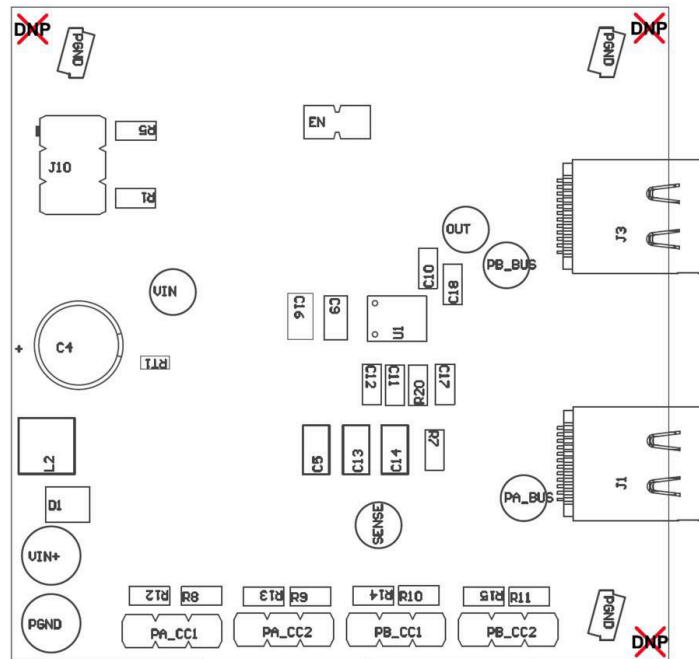 DNP
PGND
PGND
DNP
EN
R5
J10
R1
OUT
J3
PB_BUS
C10
C18
VIN
C16
C9
U1
+
C4
RT1
C12
C11
R20
C17
L2
C5
C13
C14
R7
J1
PA_BUS
D1
SENSE
VIN+
R12
R8
R13
R9
R14
R10
R15
R11
PGND
PGND
PA_CC1
PA_CC2
PB_CC1
PB_CC2
DNP